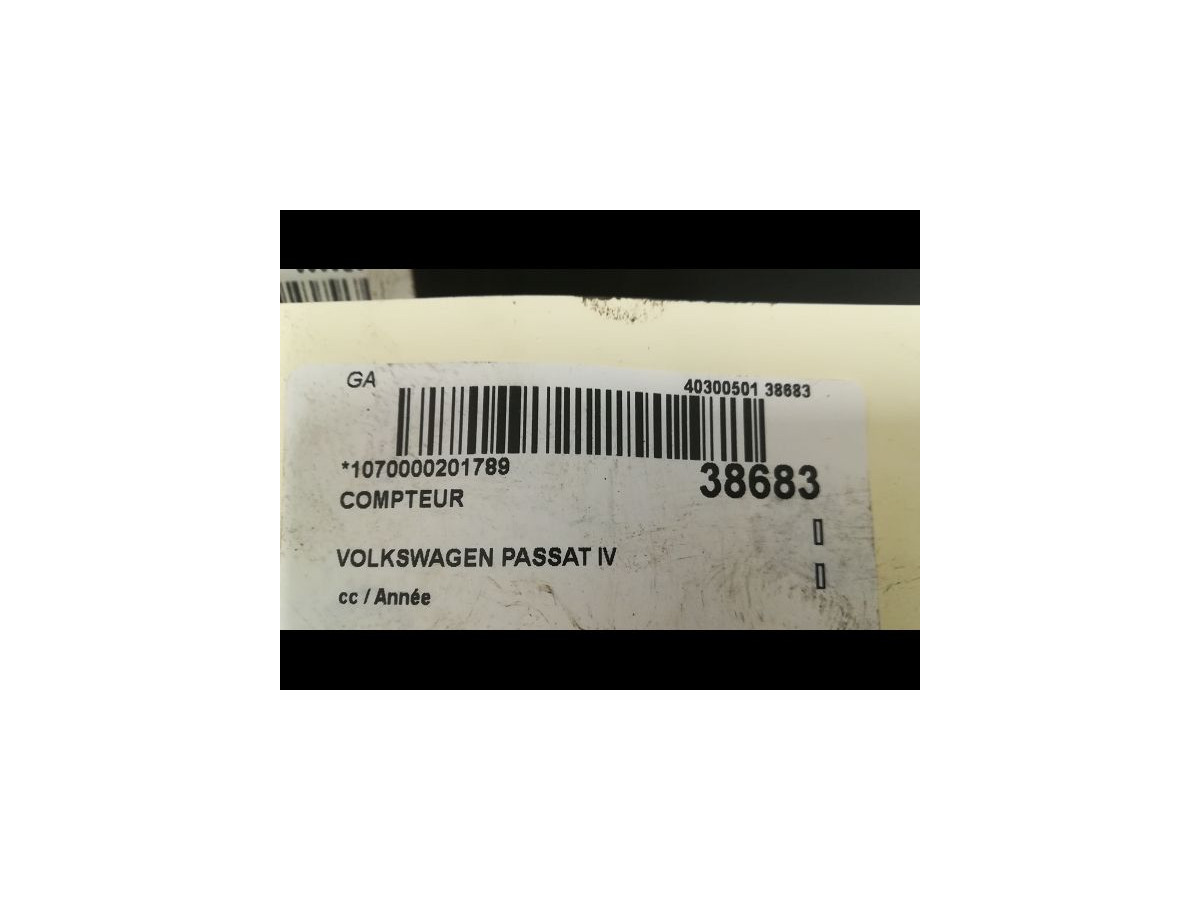 GA
40300501 38683
*1070000201789
38683
COMPTEUR
VOLKSWAGEN PASSAT IV
cc / Année